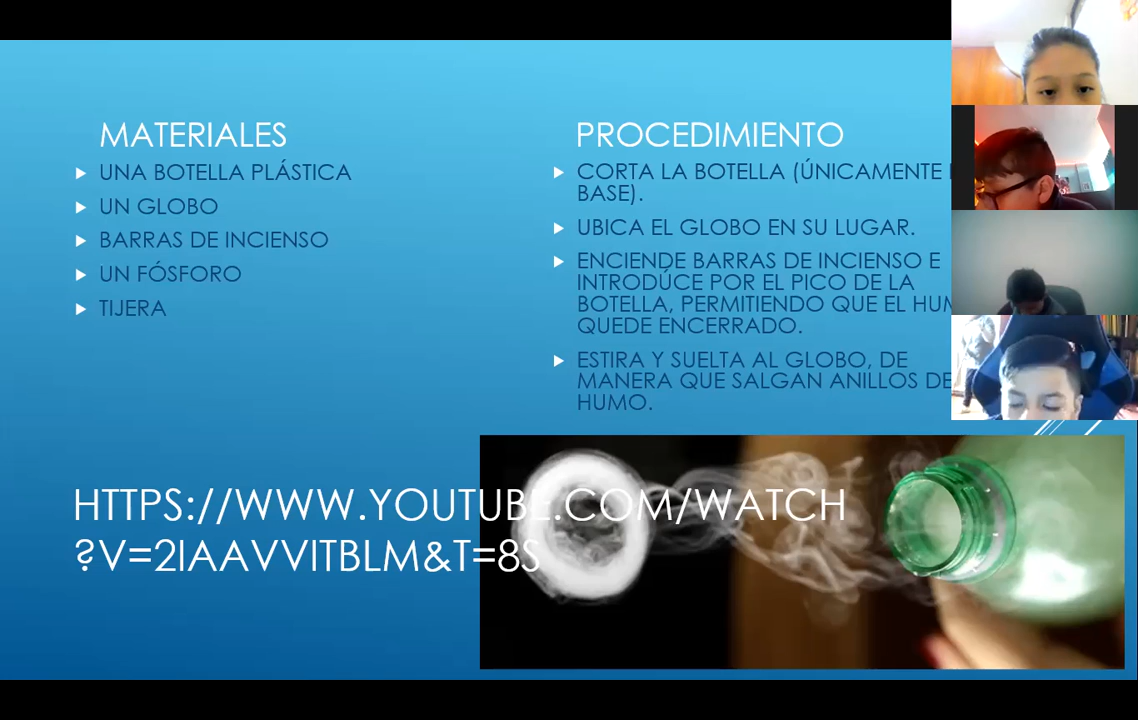 MATERIALES
UNA BOTELLA PLÁSTICA
UN GLOBO
BARRAS DE INCIENSO
UN FÓSFORO
TIJERA
PROCEDIMIENTO
CORTA LA BOTELLA (ÚNICAMENTE
BASE).
UBICA EL GLOBO EN SU LUGAR.
ENCIENDE BARRAS DE INCIENSO E
INTRODÚCE POR EL PICO DE LA
BOTELLA, PERMITIENDO QUE EL
QUEDE ENCERRADO.
ESTIRA Y SUELTA AL GLOBO, DE
MANERA QUE SALGAN ANILLOS DE
HUMO.
HTTPS://WWW.YOUTUBE.COM/WATCH
?V=2IAAVVITBLM&T=8S